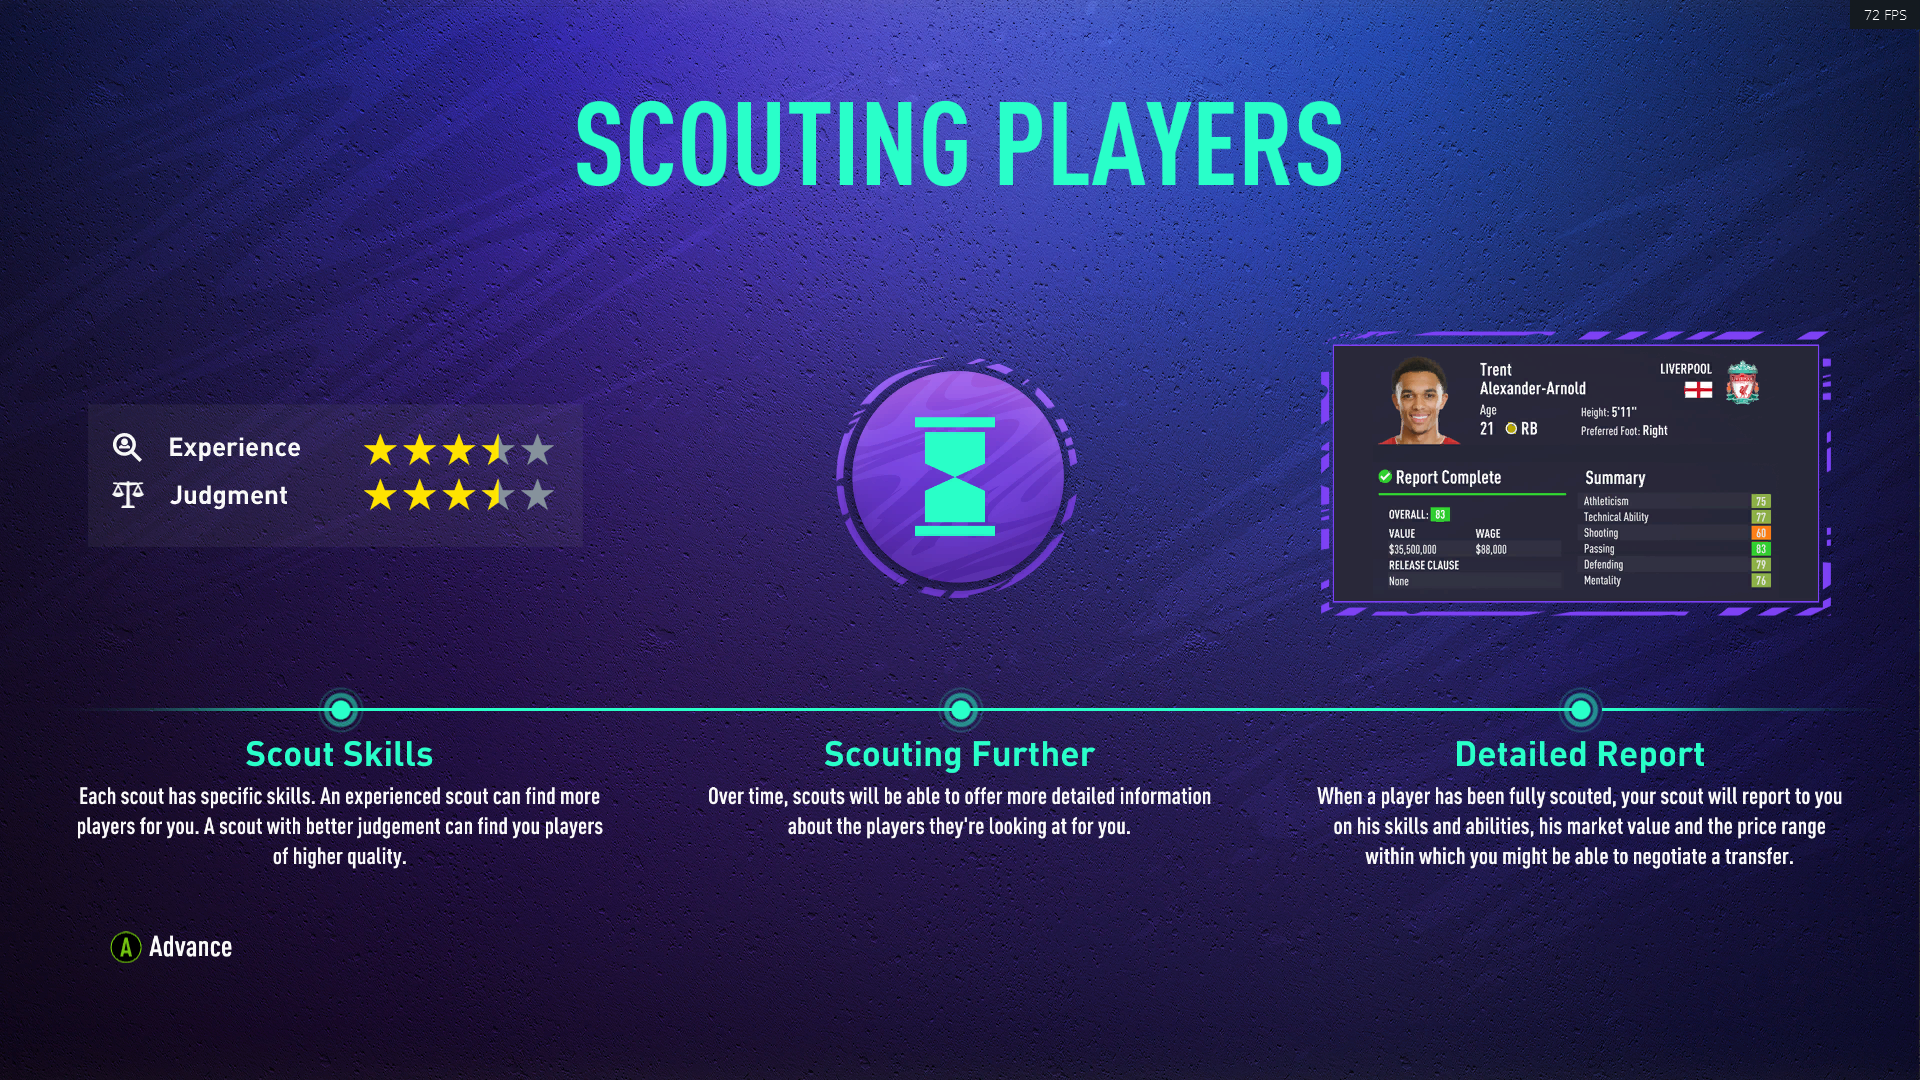 72 FPS
SCOUTING PLAYERS
Experience
Judgment
Trent
Alexander-Arnold
Age
21 RB
LIVERPOOL
Height: 5'11"
Preferred Foot: Right
Report Complete
OVERALL: 83
VALUE WAGE
$35,500,000 $88,000
RELEASE CLAUSE
None
Summary
Athleticism 75
Technical Ability 77
Shooting 60
Passing 83
Defending 79
Mentality 76
Scout Skills
Each scout has specific skills. An experienced scout can find more
players for you. A scout with better judgement can find you players
of higher quality.
Scouting Further
Over time, scouts will be able to offer more detailed information
about the players they're looking at for you.
Detailed Report
When a player has been fully scouted, your scout will report to you
on his skills and abilities, his market value and the price range
within which you might be able to negotiate a transfer.
A Advance